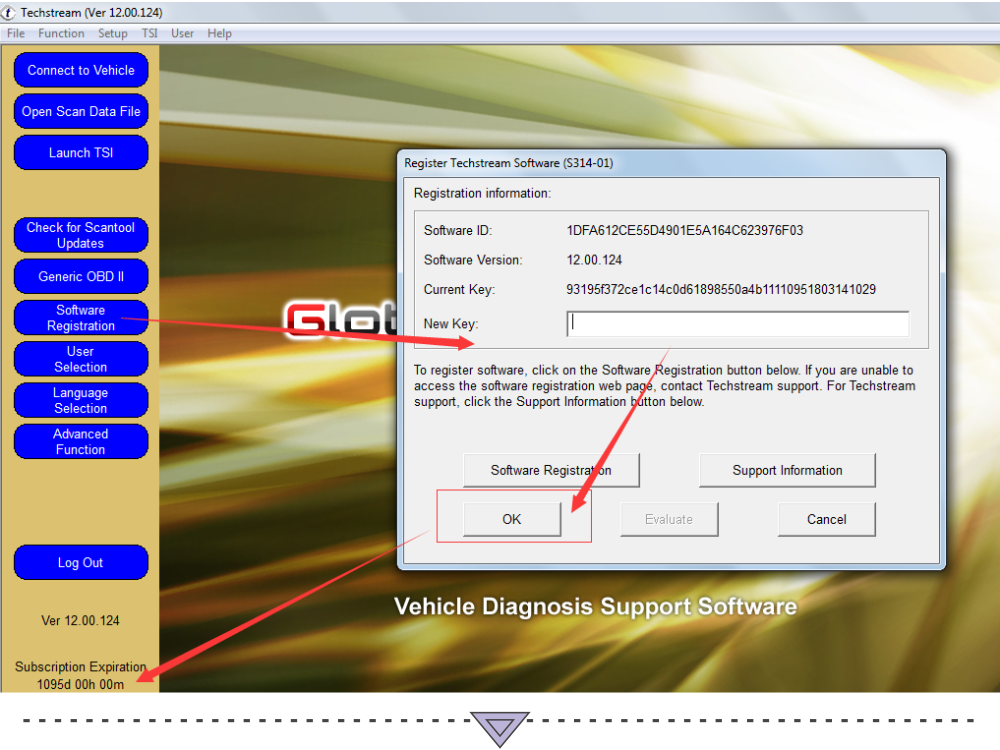 Techstream (Ver 12.00.124)
File Function Setup TSI User Help
Connect to Vehicle
Open Scan Data File
Launch TSI
Check for Scantool
Updates
Generic OBD II
Software
Registration
User
Selection
Language
Selection
Advanced
Function
Log Out
Ver 12.00.124
Subscription Expiration
1095d 00h 00m
Glo
Register Techstream Software (S314-01)
Registration information:
Software ID: 1DFA612CE55D4901E5A164C623976F03
Software Version: 12.00.124
Current Key: 93195f372ce1c14c0d61898550a4b11110951803141029
New Key:
To register software, click on the Software Registration button below. If you are unable to
access the software registration web page, contact Techstream support. For Techstream
support, click the Support Information button below.
Software Registration Support Information
OK Evaluate Cancel
Vehicle Diagnosis Support Software